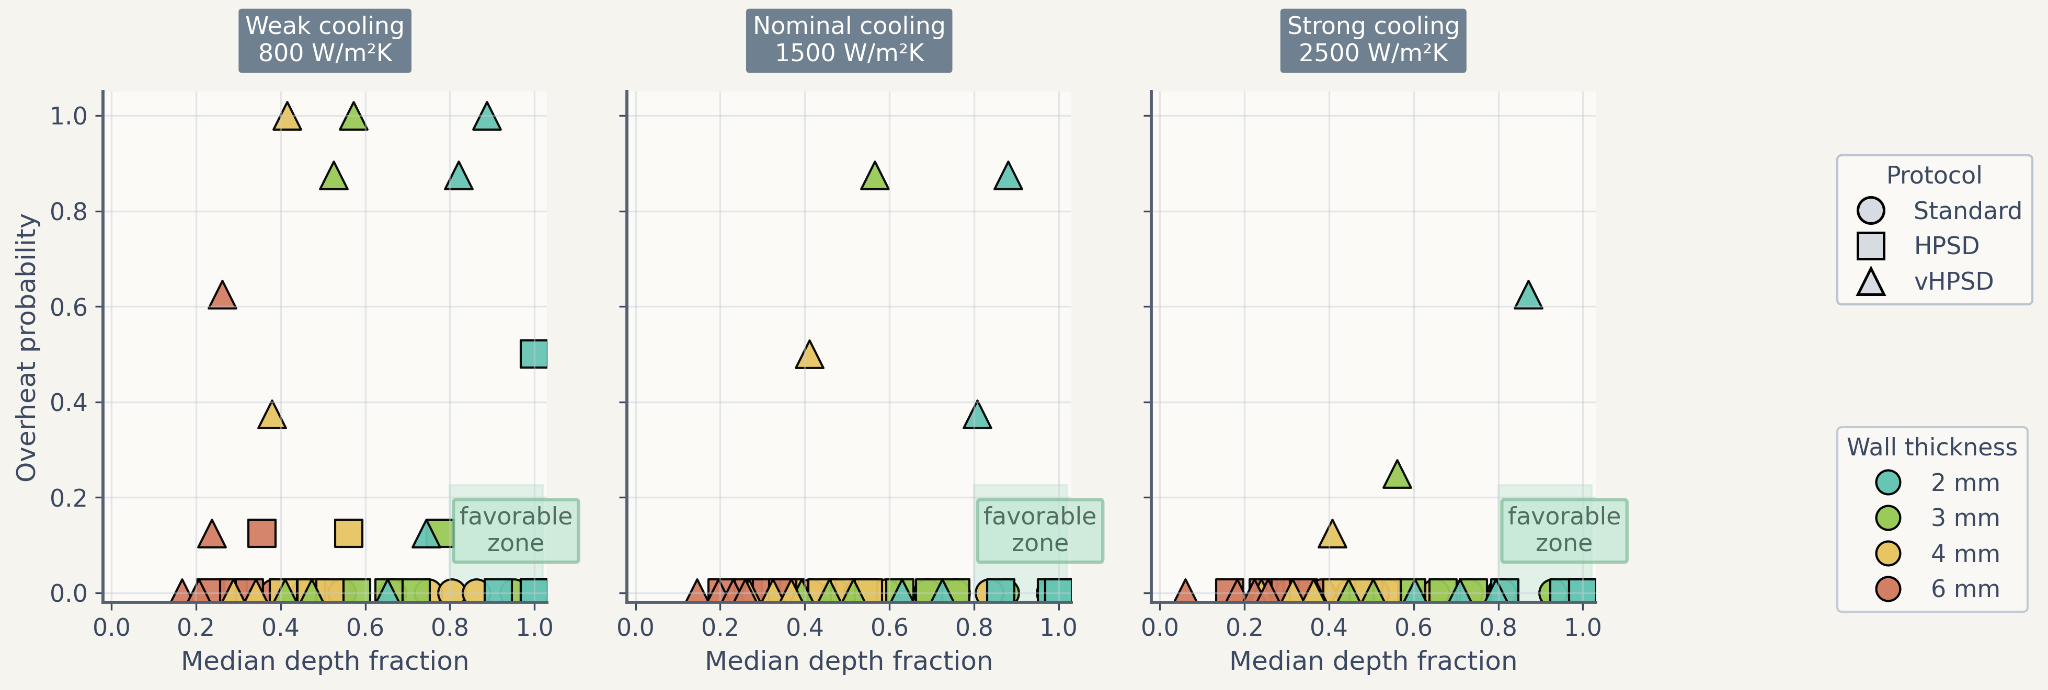 Weak cooling
800 W/m²K
Nominal cooling
1500 W/m²K
Strong cooling
2500 W/m²K
Overheat probability
1.0
0.8
0.6
0.4
0.2
0.0
favorable
zone
favorable
zone
favorable
zone
0.0 0.2 0.4 0.6 0.8 1.0
0.0 0.2 0.4 0.6 0.8 1.0
0.0 0.2 0.4 0.6 0.8 1.0
Median depth fraction
Median depth fraction
Median depth fraction
Protocol
Standard
HPSD
vHPSD
Wall thickness
2 mm
3 mm
4 mm
6 mm